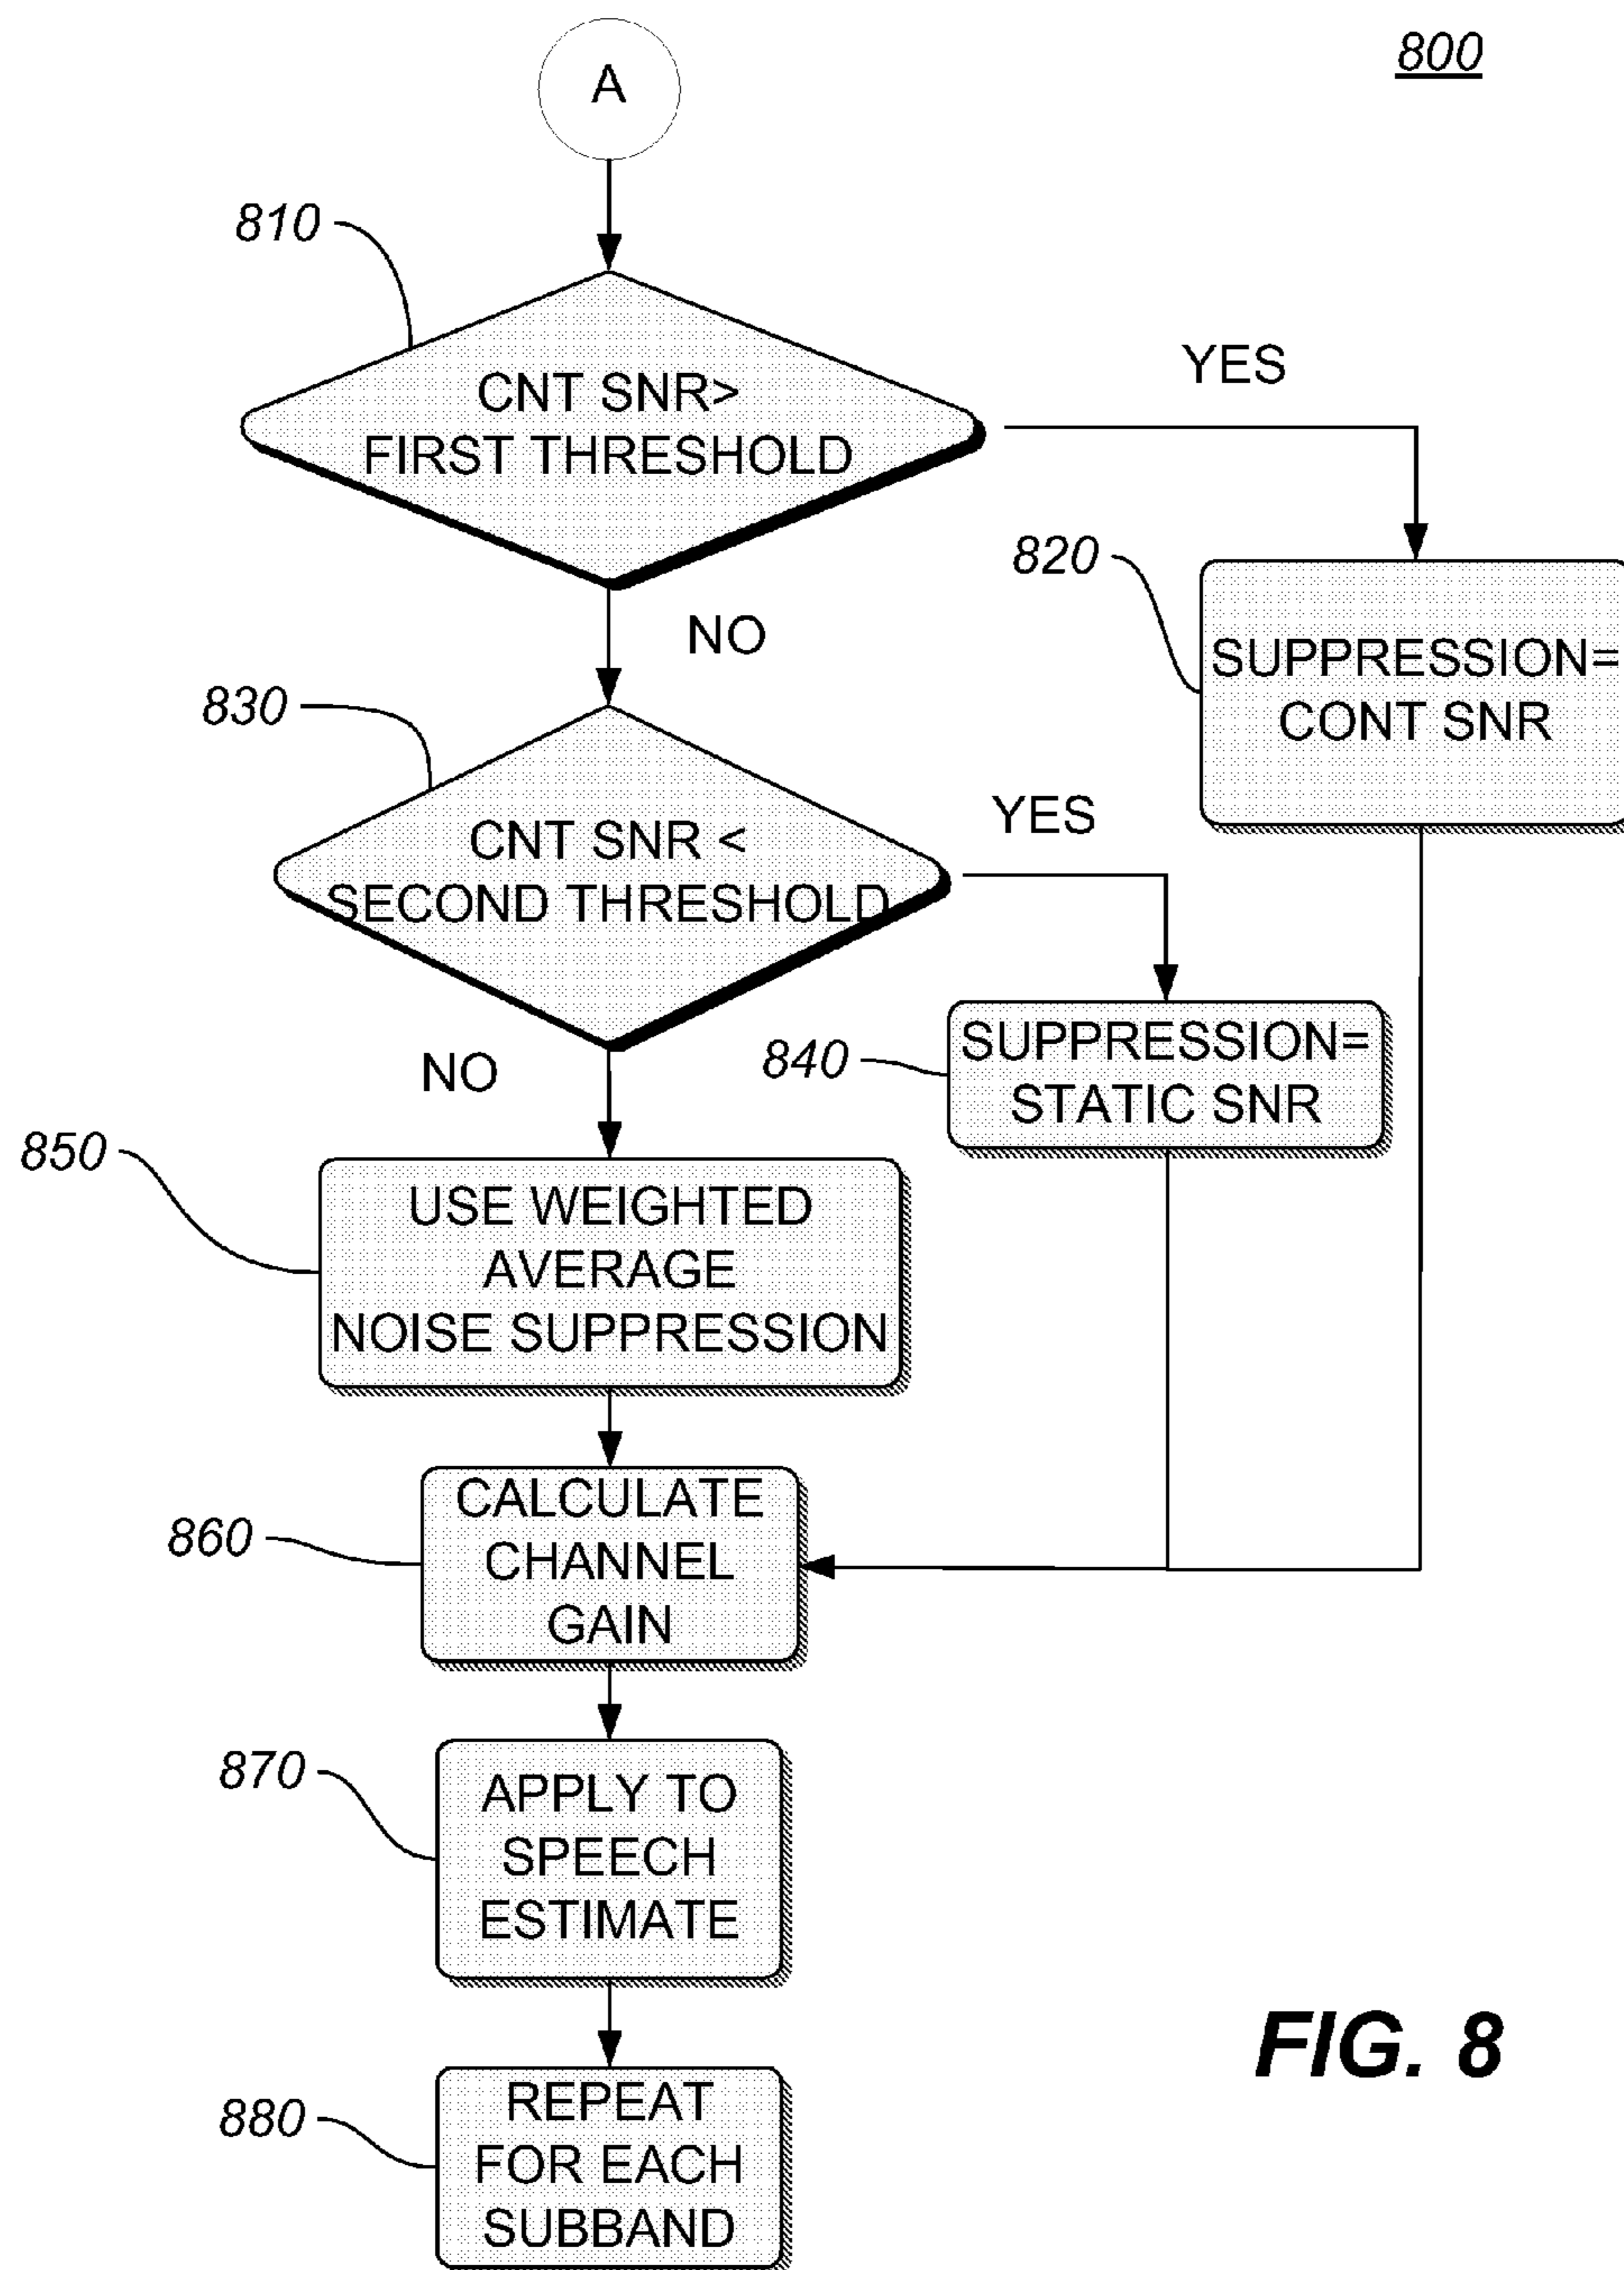 800
A
810
CNT SNR>
FIRST THRESHOLD
YES
NO
820
SUPPRESSION=
CONT SNR
830
CNT SNR <
SECOND THRESHOLD
YES
NO
840
SUPPRESSION=
STATIC SNR
850
USE WEIGHTED
AVERAGE
NOISE SUPPRESSION
860
CALCULATE
CHANNEL
GAIN
870
APPLY TO
SPEECH
ESTIMATE
880
REPEAT
FOR EACH
SUBBAND
FIG. 8